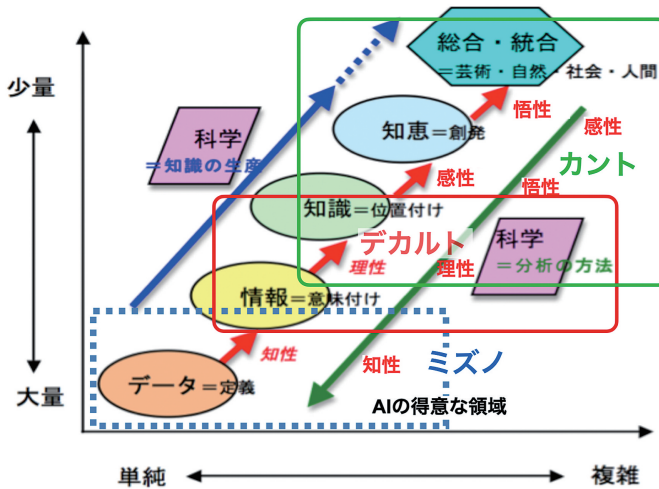 総合・統合
=芸術・自然・社会・人間
少量
悟性
感性
知恵=創発
科学
=知識の生産
カント
感性
悟性
知識=位置付け
デカルト
科学
=分析の方法
理性
理性
情報=意味付け
知性
知性
ミズノ
データ=定義
大量
AIの得意な領域
単純
複雑